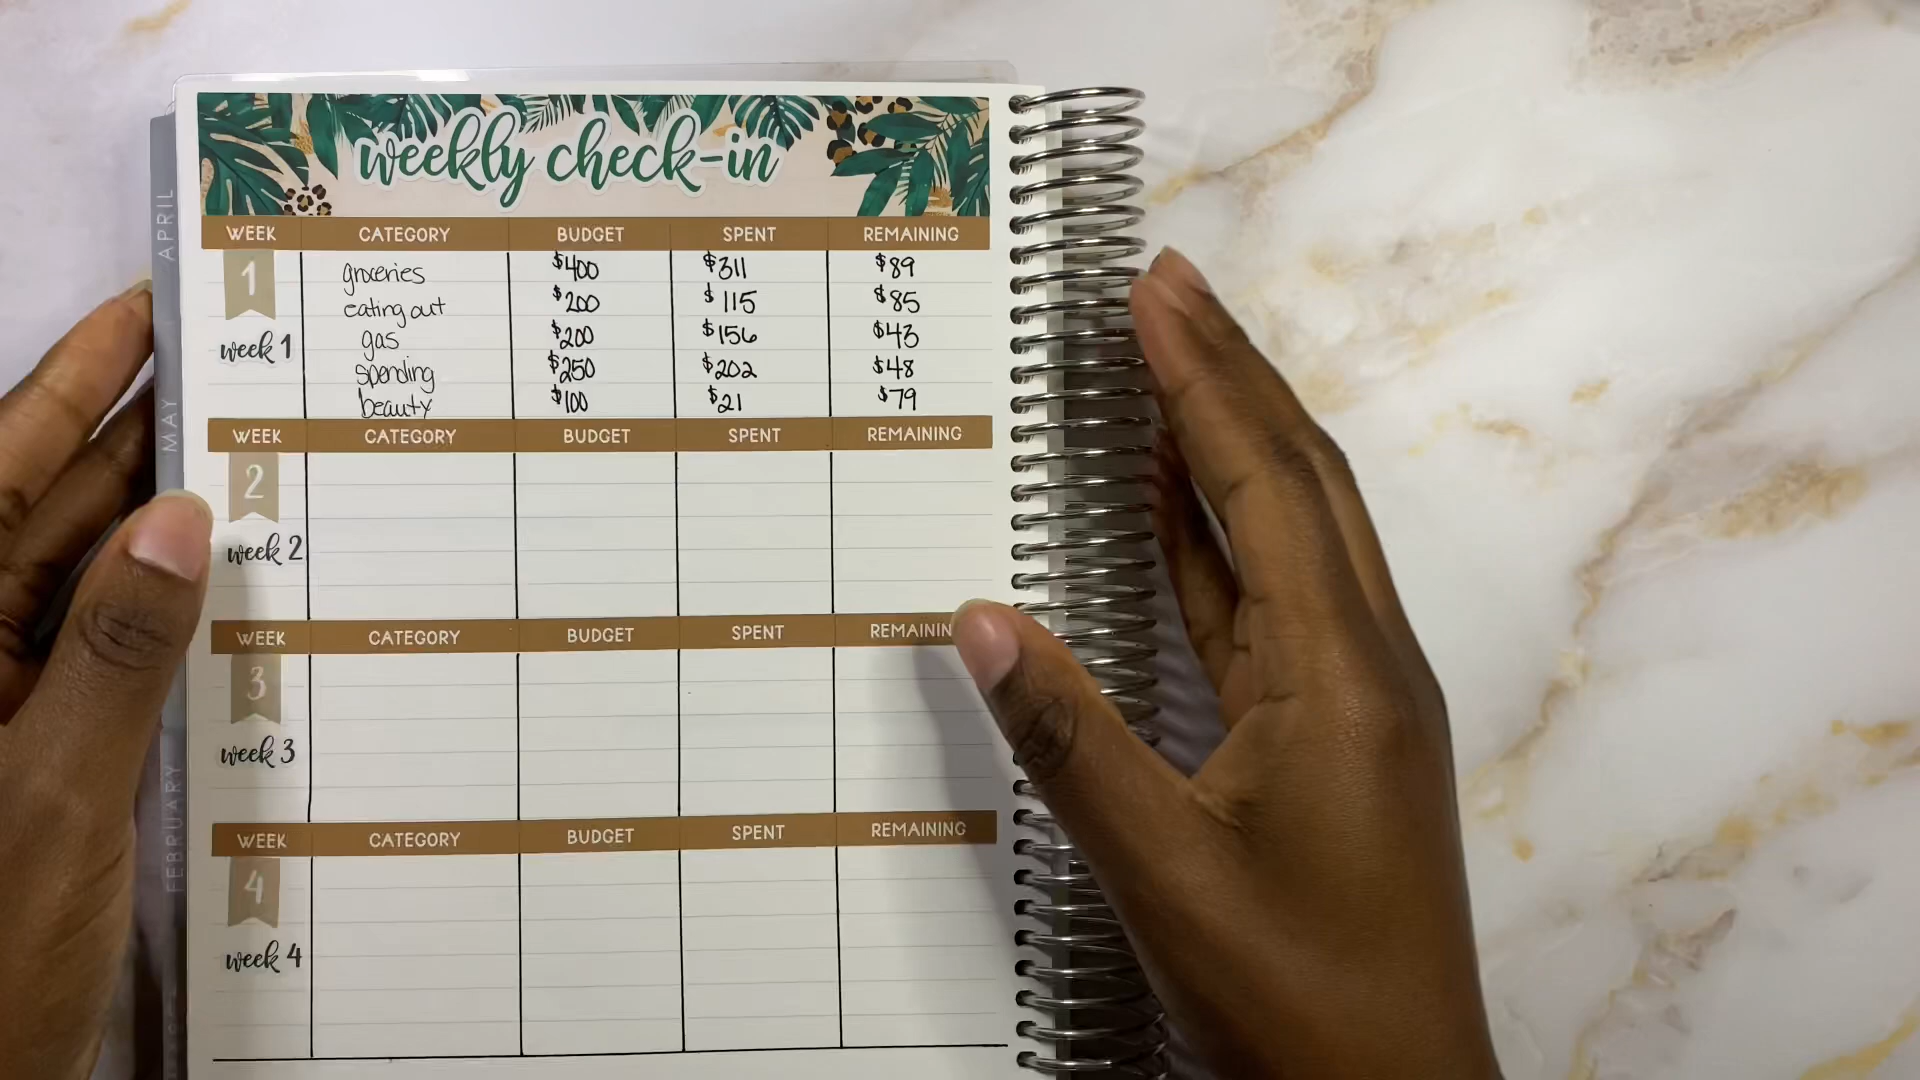 weekly check-in
WEEK CATEGORY BUDGET SPENT REMAINING
1 groceries $400 $311 $89
eating out $200 $115 $85
week 1 gas $200 $156 $43
spending $250 $202 $48
beauty $100 $21 $79
WEEK CATEGORY BUDGET SPENT REMAINING
2
week 2
WEEK CATEGORY BUDGET SPENT REMAININ
3
week 3
WEEK CATEGORY BUDGET SPENT REMAINING
4
week 4
APRIL
MAY
FEBRUARY